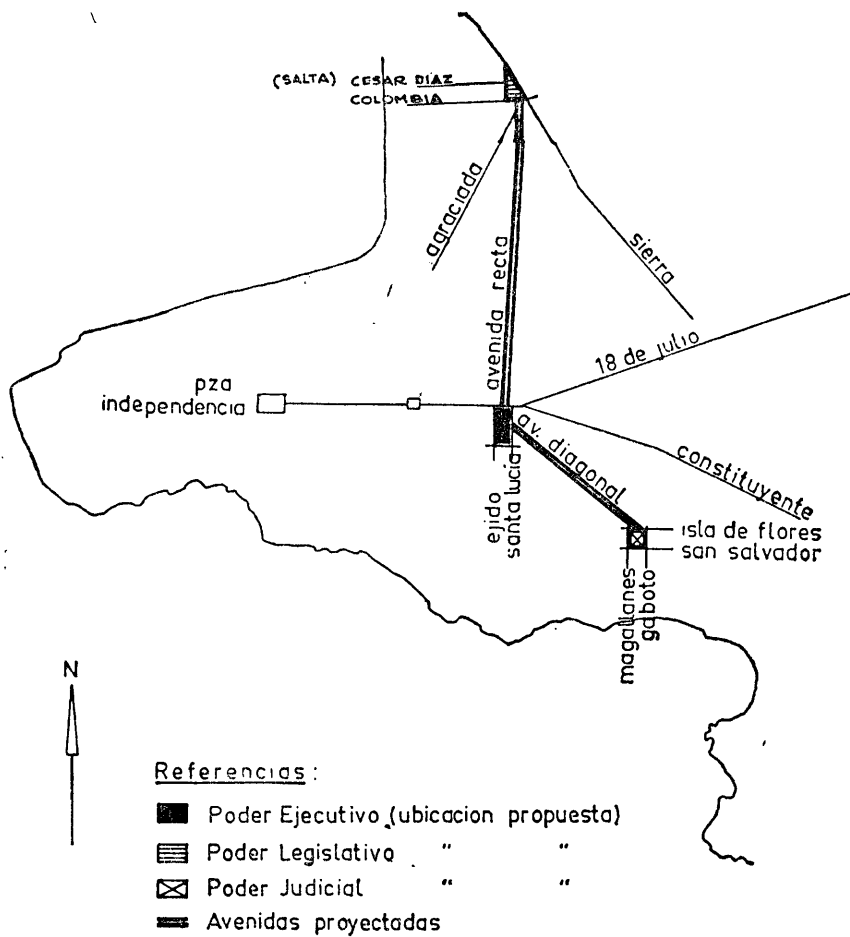 (SALTA) CESAR DÍAZ
COLOMBIA
agraciada
avenida recta
sierra
18 de julio
pza
independencia
av. diagonal
constituyente
ejido
santa lucia
isla de flores
san salvador
magallanes
gaboto
N
Referencias:
Poder Ejecutivo (ubicacion propuesta)
Poder Legislativo " "
Poder Judicial " "
Avenidas proyectadas